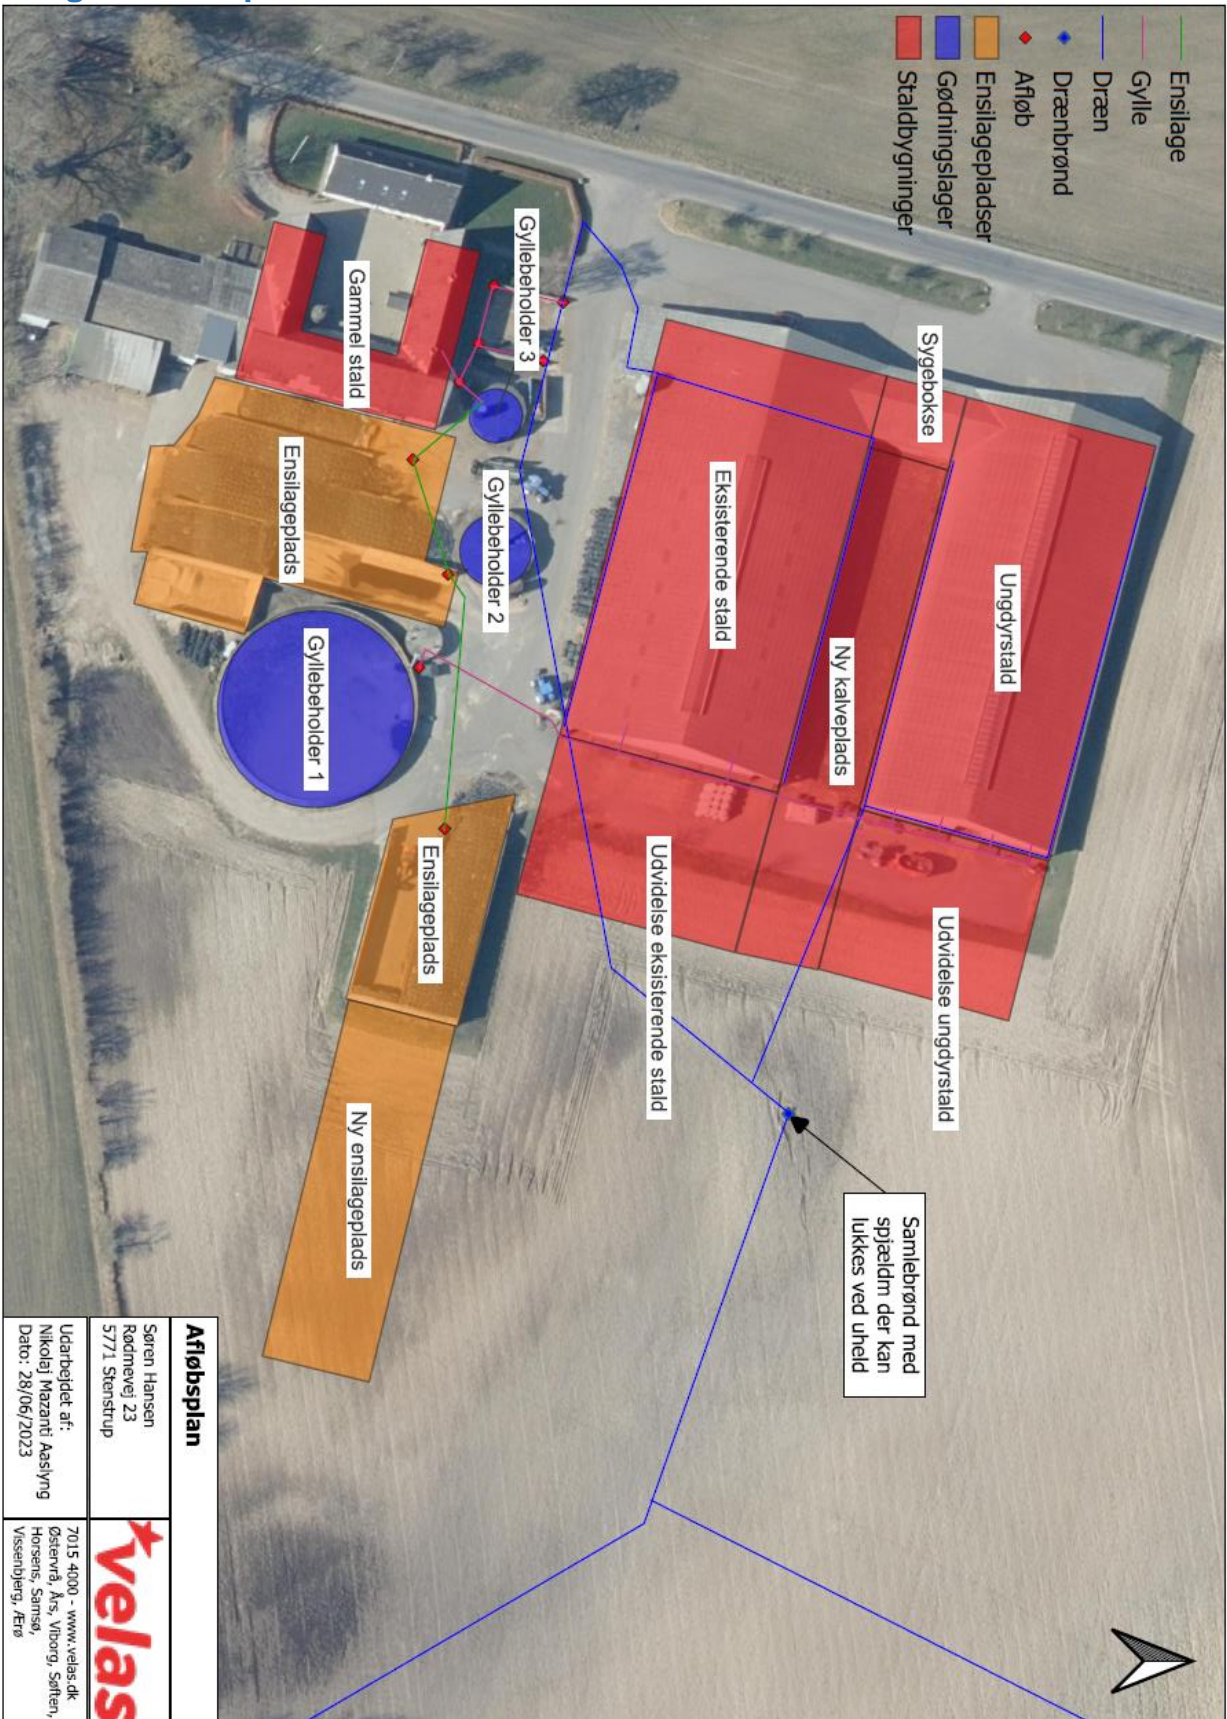 Ensilage
Gylle
Dræn
Drænbrønd
Afløb
Ensilagepladser
Gødningslager
Staldbygninger
Sygebokse
Ungdyrstald
Udvidelse ungdyrstald
Ny kalveplads
Eksisterende stald
Udvidelse eksisterende stald
Samlebrønd med
spjældm der kan
lukkes ved uheld
Gyllebeholder 3
Gyllebeholder 2
Gyllebeholder 1
Gammel stald
Ensilageplads
Ensilageplads
Ny ensilageplads
Afløbsplan
Søren Hansen
Rødmevej 23
5771 Stenstrup
Udarbejdet af:
Nikolaj Mazanti Aaslyng
Dato: 28/06/2023
velas
7015 4000 - www.velas.dk
Østervrå, Års, Viborg, Søften,
Horsens, Samsø,
Vissenbjerg, Ærø